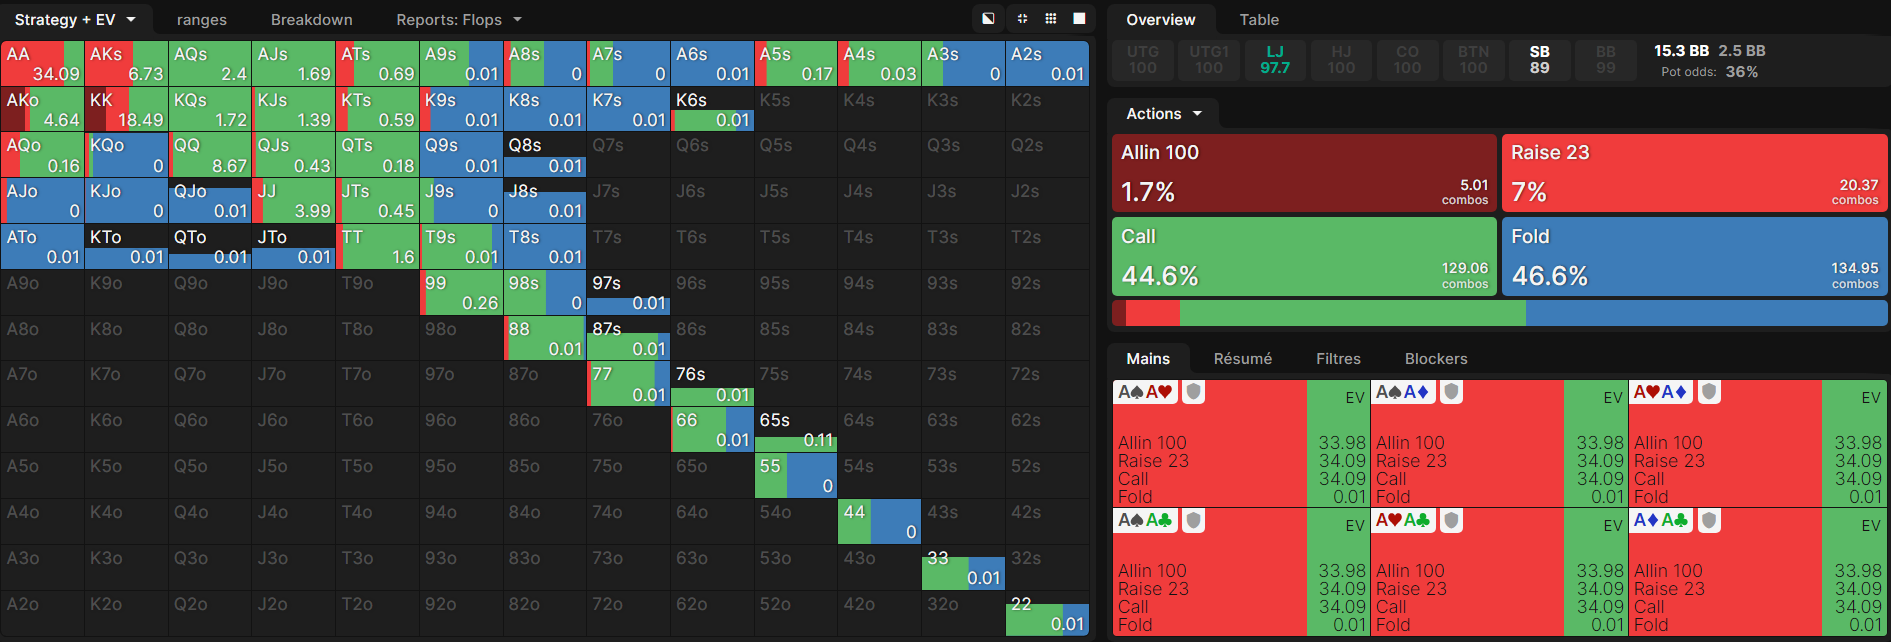 Strategy + EV ranges Breakdown Reports: Flops
AA AKs AQs AJs ATs A9s A8s A7s A6s A5s A4s A3s A2s
34.09 6.73 2.4 1.69 0.69 0.01 0 0 0.01 0.17 0.03 0 0.01
AKo KK KQs KJs KTs K9s K8s K7s K6s K5s K4s K3s K2s
4.64 18.49 1.72 1.39 0.59 0.01 0.01 0.01 0.01
AQo KQo QQ QJs QTs Q9s Q8s Q7s Q6s Q5s Q4s Q3s Q2s
0.16 0 8.67 0.43 0.18 0.01 0.01
AJo KJo QJo JJ JTs J9s J8s J7s J6s J5s J4s J3s J2s
0 0 0.01 3.99 0.45 0 0.01
ATo KTo QTo JTo TT T9s T8s T7s T6s T5s T4s T3s T2s
0.01 0.01 0.01 0.01 1.6 0.01 0.01
A9o K9o Q9o J9o T9o 99 98s 97s 96s 95s 94s 93s 92s
0.26 0 0.01
A8o K8o Q8o J8o T8o 98o 88 87s 86s 85s 84s 83s 82s
0.01 0.01
A7o K7o Q7o J7o T7o 97o 87o 77 76s 75s 74s 73s 72s
0.01 0.01
A6o K6o Q6o J6o T6o 96o 86o 76o 66 65s 64s 63s 62s
0.01 0.11
A5o K5o Q5o J5o T5o 95o 85o 75o 65o 55 54s 53s 52s
0
A4o K4o Q4o J4o T4o 94o 84o 74o 64o 54o 44 43s 42s
0
A3o K3o Q3o J3o T3o 93o 83o 73o 63o 53o 43o 33 32s
0.01
A2o K2o Q2o J2o T2o 92o 82o 72o 62o 52o 42o 32o 22
0.01
Overview Table
UTG UTG1 LJ HJ CO BTN SB BB 15.3 BB 2.5 BB
100 100 97.7 100 100 100 89 99 Pot odds: 36%
Actions
Allin 100 Raise 23
1.7% 5.01 combos 7% 20.37 combos
Call Fold
44.6% 129.06 combos 46.6% 134.95 combos
Mains Résumé Filtres Blockers
A♠A♥ EV A♠A♦ EV A♥A♦ EV
Allin 100 33.98 Allin 100 33.98 Allin 100 33.98
Raise 23 34.09 Raise 23 34.09 Raise 23 34.09
Call 34.09 Call 34.09 Call 34.09
Fold 0.01 Fold 0.01 Fold 0.01
A♠A♣ EV A♥A♣ EV A♦A♣ EV
Allin 100 33.98 Allin 100 33.98 Allin 100 33.98
Raise 23 34.09 Raise 23 34.09 Raise 23 34.09
Call 34.09 Call 34.09 Call 34.09
Fold 0.01 Fold 0.01 Fold 0.01